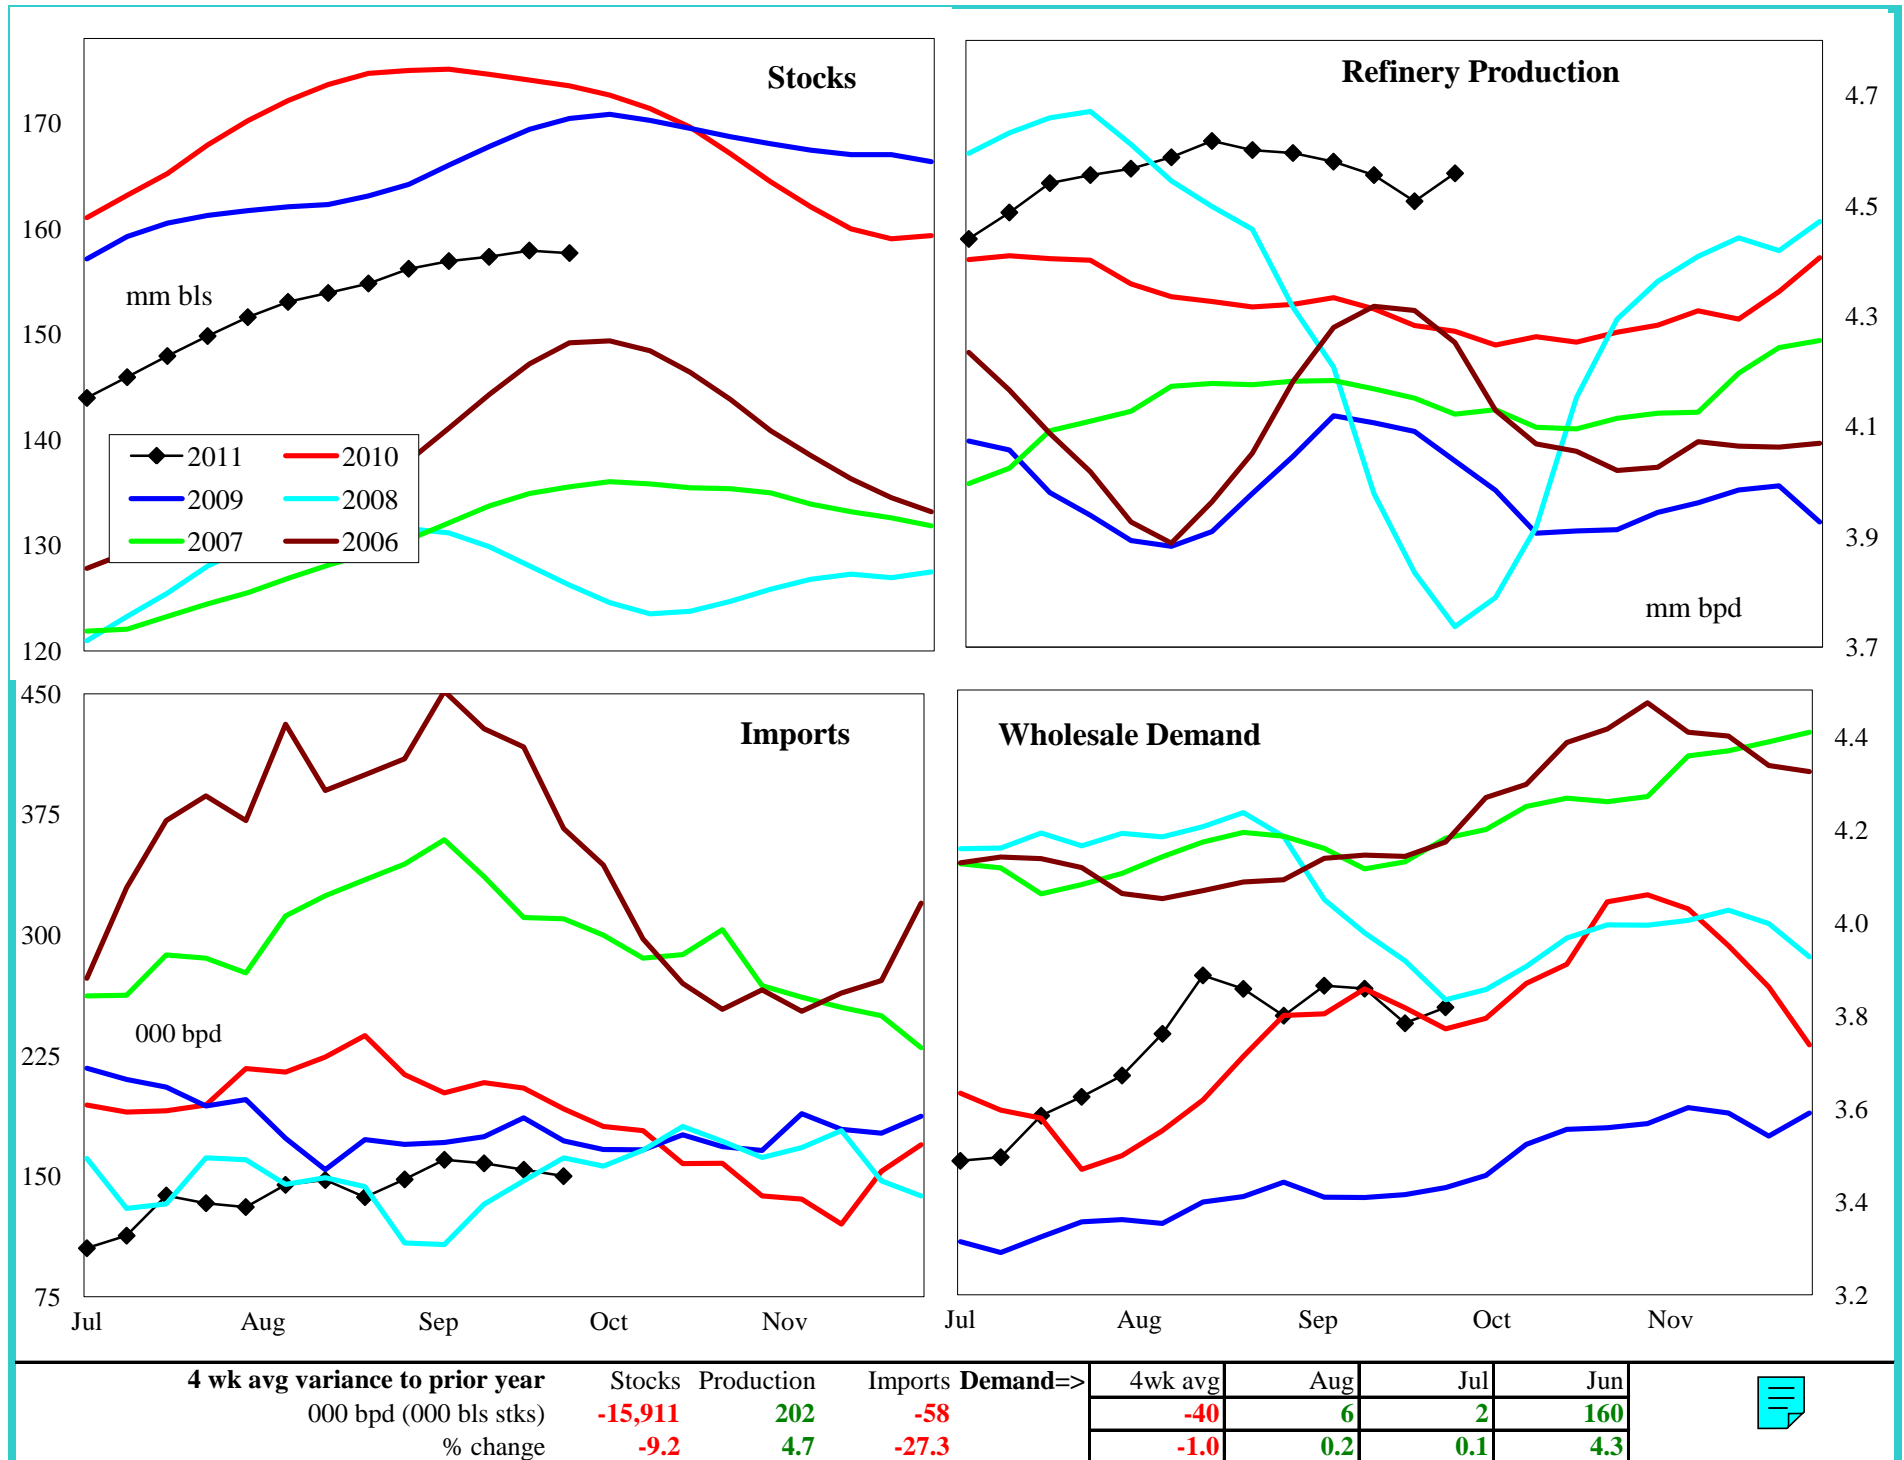 Stocks
170
160
150
140
130
120
mm bls
2011 2010
2009 2008
2007 2006
Refinery Production
4.7
4.5
4.3
4.1
3.9
3.7
mm bpd
Imports
450
375
300
225
150
75
000 bpd
Jul Aug Sep Oct Nov
Wholesale Demand
4.4
4.2
4.0
3.8
3.6
3.4
3.2
Jul Aug Sep Oct Nov
4 wk avg variance to prior year Stocks Production Imports Demand=> 4wk avg Aug Jul Jun
000 bpd (000 bls stks) -15,911 202 -58 -40 6 2 160
% change -9.2 4.7 -27.3 -1.0 0.2 0.1 4.3